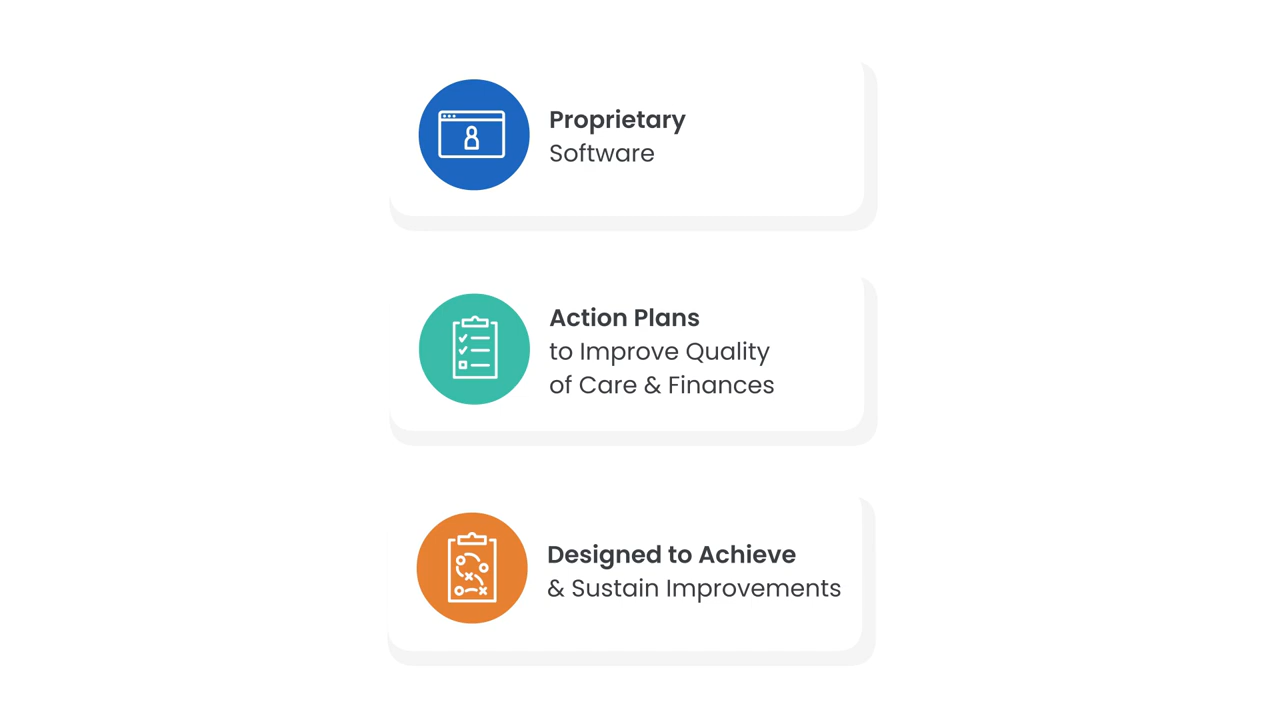 Proprietary
Software
Action Plans
to Improve Quality
of Care & Finances
Designed to Achieve
& Sustain Improvements